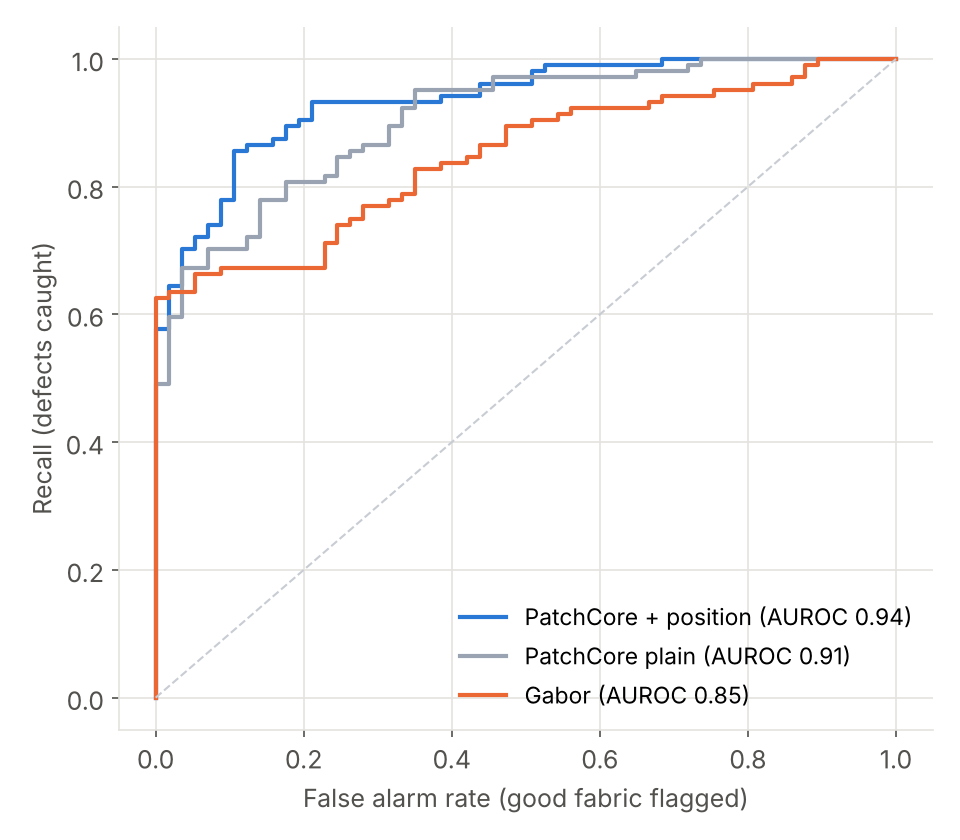 1.0
0.8
0.6
0.4
0.2
0.0
Recall (defects caught)
PatchCore + position (AUROC 0.94)
PatchCore plain (AUROC 0.91)
Gabor (AUROC 0.85)
0.0 0.2 0.4 0.6 0.8 1.0
False alarm rate (good fabric flagged)